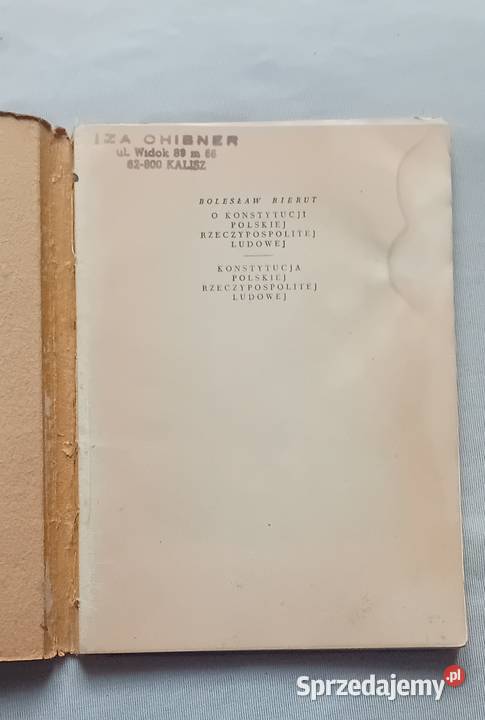 IZA CHIBNER
ul. Widok 89 m 66
62-800 KALISZ
BOLESŁAW BIERUT
O KONSTYTUCJI
POLSKIEJ
RZECZYPOSPOLITEJ
LUDOWEJ
KONSTYTUCJA
POLSKIEJ
RZECZYPOSPOLITEJ
LUDOWEJ
Sprzedajemy.pl